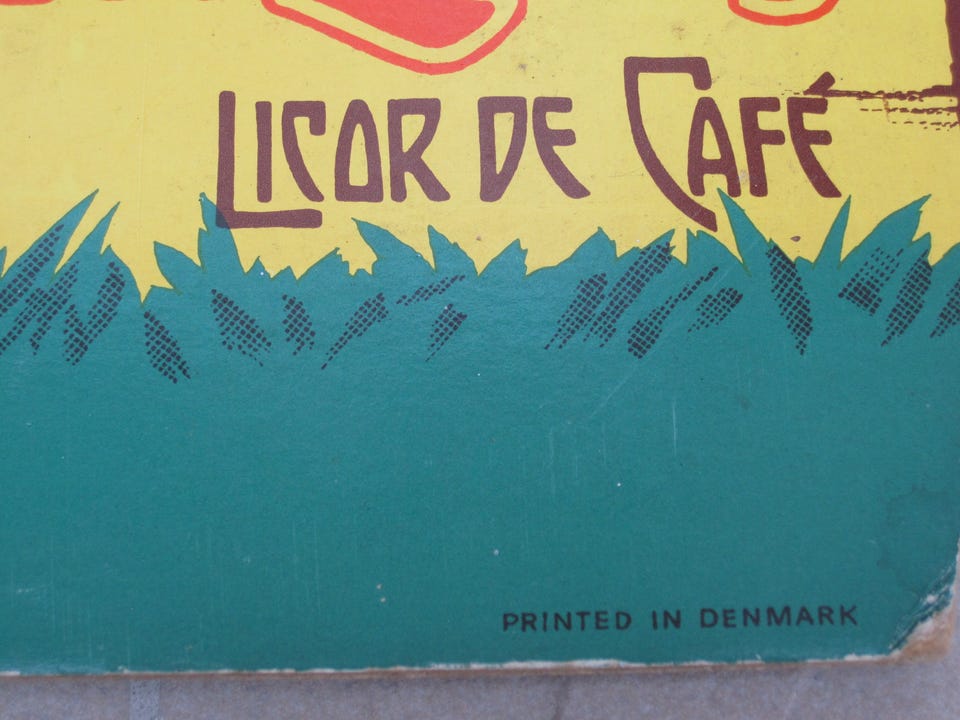 LICOR DE CAFÉ
PRINTED IN DENMARK